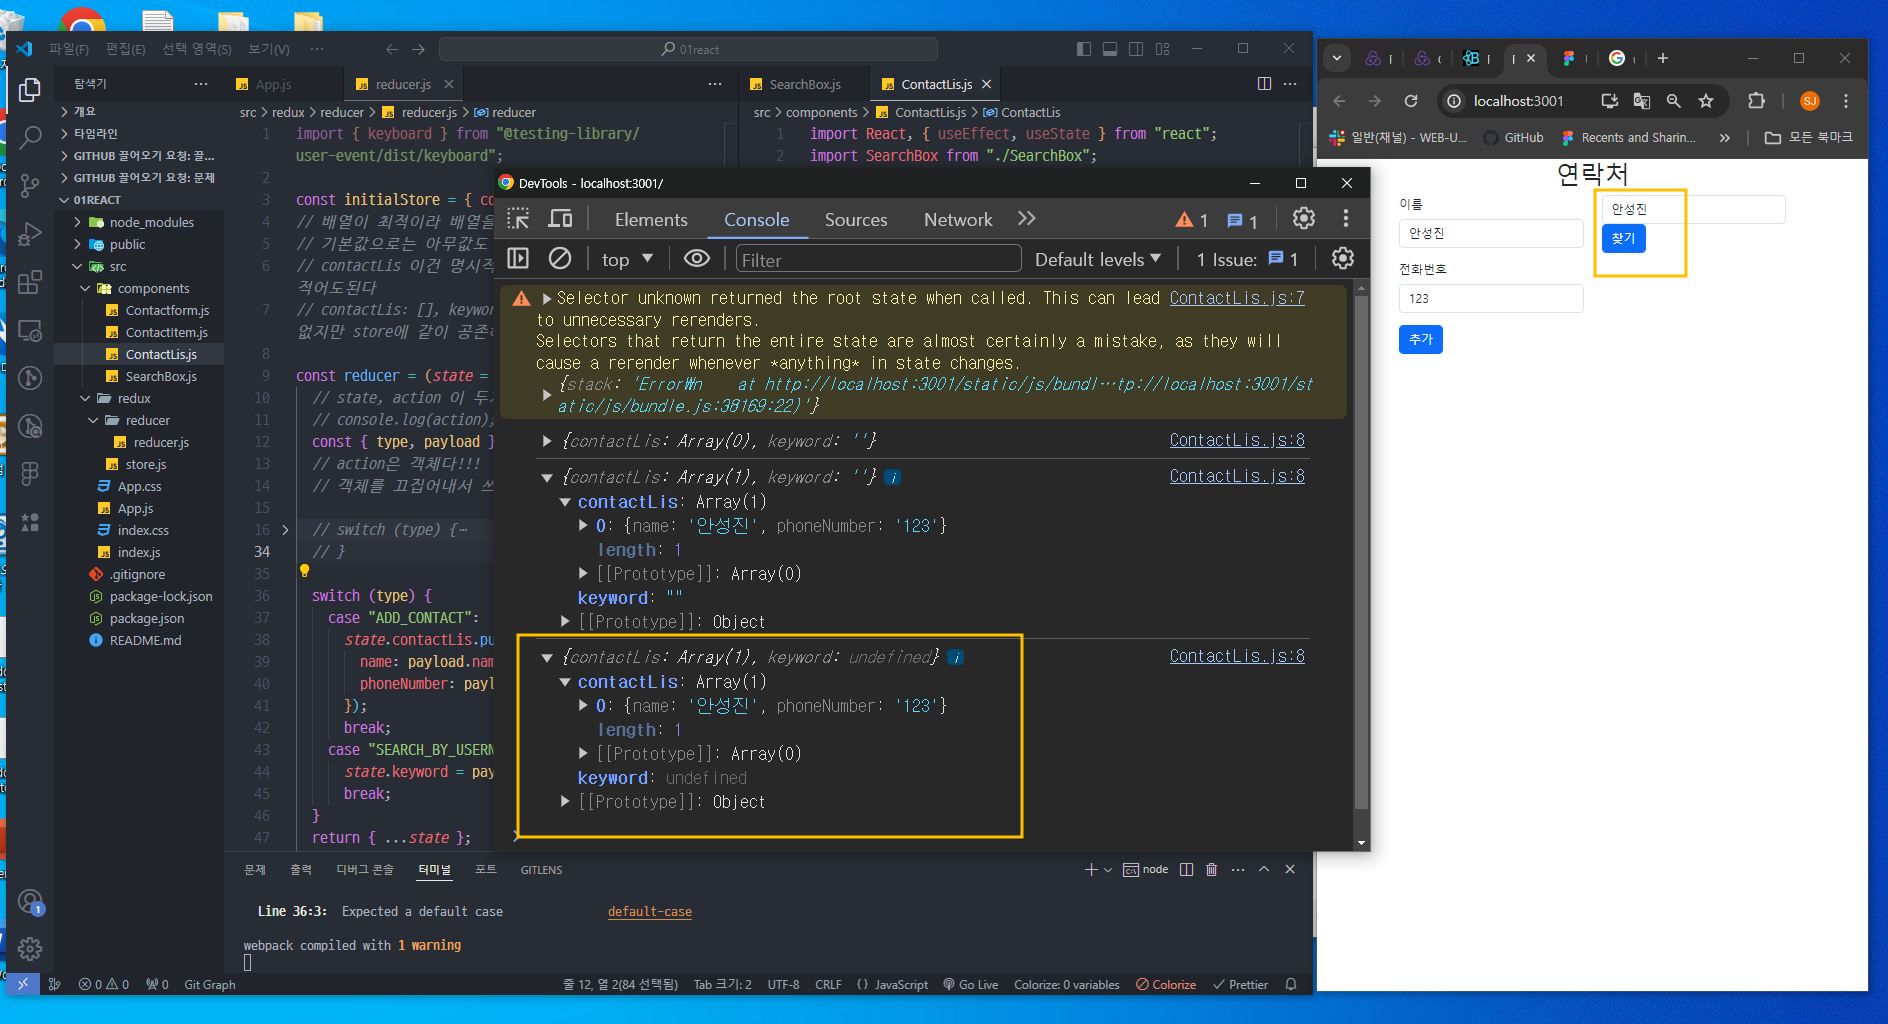 파일(F) 편집(E) 선택 영역(S) 보기(V) ···
01react
탐색기
개요
타임라인
GITHUB 끌어오기 요청: 끌...
GITHUB 끌어오기 요청: 문제
01REACT
node_modules
public
src
components
Contactform.js
ContactItem.js
ContactLis.js
SearchBox.js
redux
reducer
reducer.js
store.js
App.css
App.js
index.css
index.js
.gitignore
package-lock.json
package.json
README.md
App.js reducer.js
src > redux > reducer > reducer.js > reducer
1 import { keyboard } from "@testing-library/
user-event/dist/keyboard";
2
3 const initialStore = { co
4 // 배열이 최적이라 배열을
5 // 기본값으로는 아무값도
6 // contactLis 이건 명시적
적어도된다
7 // contactLis: [], keywor
없지만 store에 같이 공존
8
9 const reducer = (state =
10 // state, action 이 두
11 // console.log(action);
12 const { type, payload }
13 // action은 객체다!!!
14 // 객체를 끄집어내서 쓰
15
16 // switch (type) {···
34 // }
35
36 switch (type) {
37 case "ADD_CONTACT":
38 state.contactLis.pu
39 name: payload.nam
40 phoneNumber: payl
41 });
42 break;
43 case "SEARCH_BY_USERN
44 state.keyword = pay
45 break;
46 }
47 return { ...state };
SearchBox.js ContactLis.js
src > components > ContactLis.js > ContactLis
1 import React, { useEffect, useState } from "react";
2 import SearchBox from "./SearchBox";
DevTools - localhost:3001/
Elements Console Sources Network 1 1
top Filter Default levels 1 Issue: 1
Selector unknown returned the root state when called. This can lead ContactLis.js:7
to unnecessary rerenders.
Selectors that return the entire state are almost certainly a mistake, as they will
cause a rerender whenever *anything* in state changes.
{stack: 'Error₩n    at http://localhost:3001/static/js/bundl…tp://localhost:3001/st
atic/js/bundle.js:38169:22)'}
{contactLis: Array(0), keyword: ''} ContactLis.js:8
{contactLis: Array(1), keyword: ''} ContactLis.js:8
contactLis: Array(1)
0: {name: '안성진', phoneNumber: '123'}
length: 1
[[Prototype]]: Array(0)
keyword: ""
[[Prototype]]: Object
{contactLis: Array(1), keyword: undefined} ContactLis.js:8
contactLis: Array(1)
0: {name: '안성진', phoneNumber: '123'}
length: 1
[[Prototype]]: Array(0)
keyword: undefined
[[Prototype]]: Object
문제 출력 디버그 콘솔 터미널 포트 GITLENS
node
Line 36:3: Expected a default case default-case
webpack compiled with 1 warning
1
0 0 0 Git Graph 줄 12, 열 2(84 선택됨) Tab 크기: 2 UTF-8 CRLF {} JavaScript Go Live Colorize: 0 variables Colorize Prettier
localhost:3001 SJ
일반(채널) - WEB-U... GitHub Recents and Sharin... » 모든 북마크
연락처
이름
안성진
전화번호
123
추가
안성진
찾기